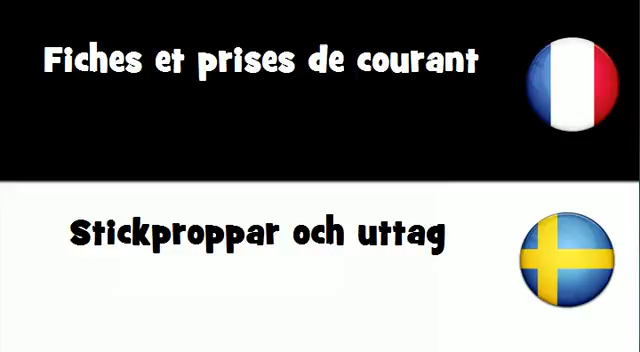 Fiches et prises de courant
Stickproppar och uttag